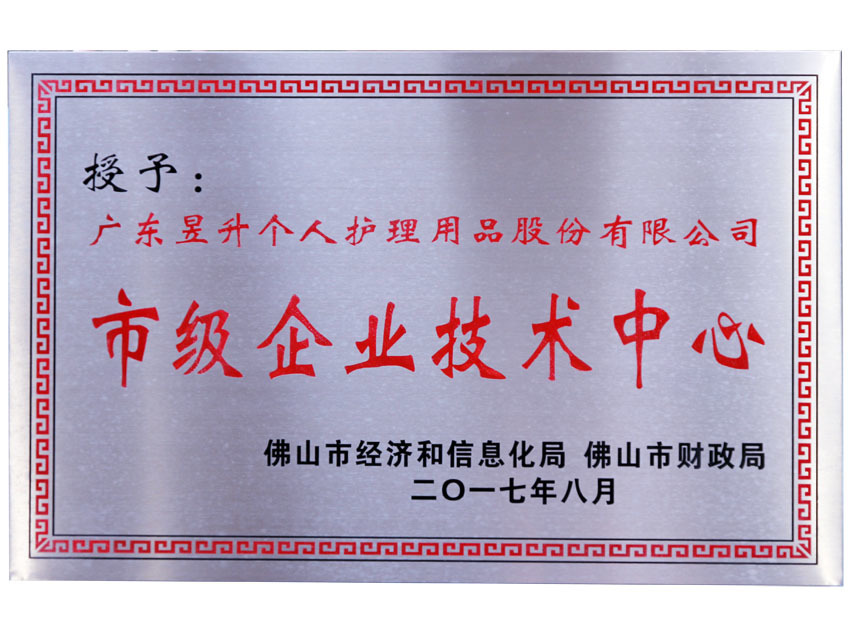 授予：
广东昱升个人护理用品股份有限公司
市级企业技术中心
佛山市经济和信息化局 佛山市财政局
二〇一七年八月